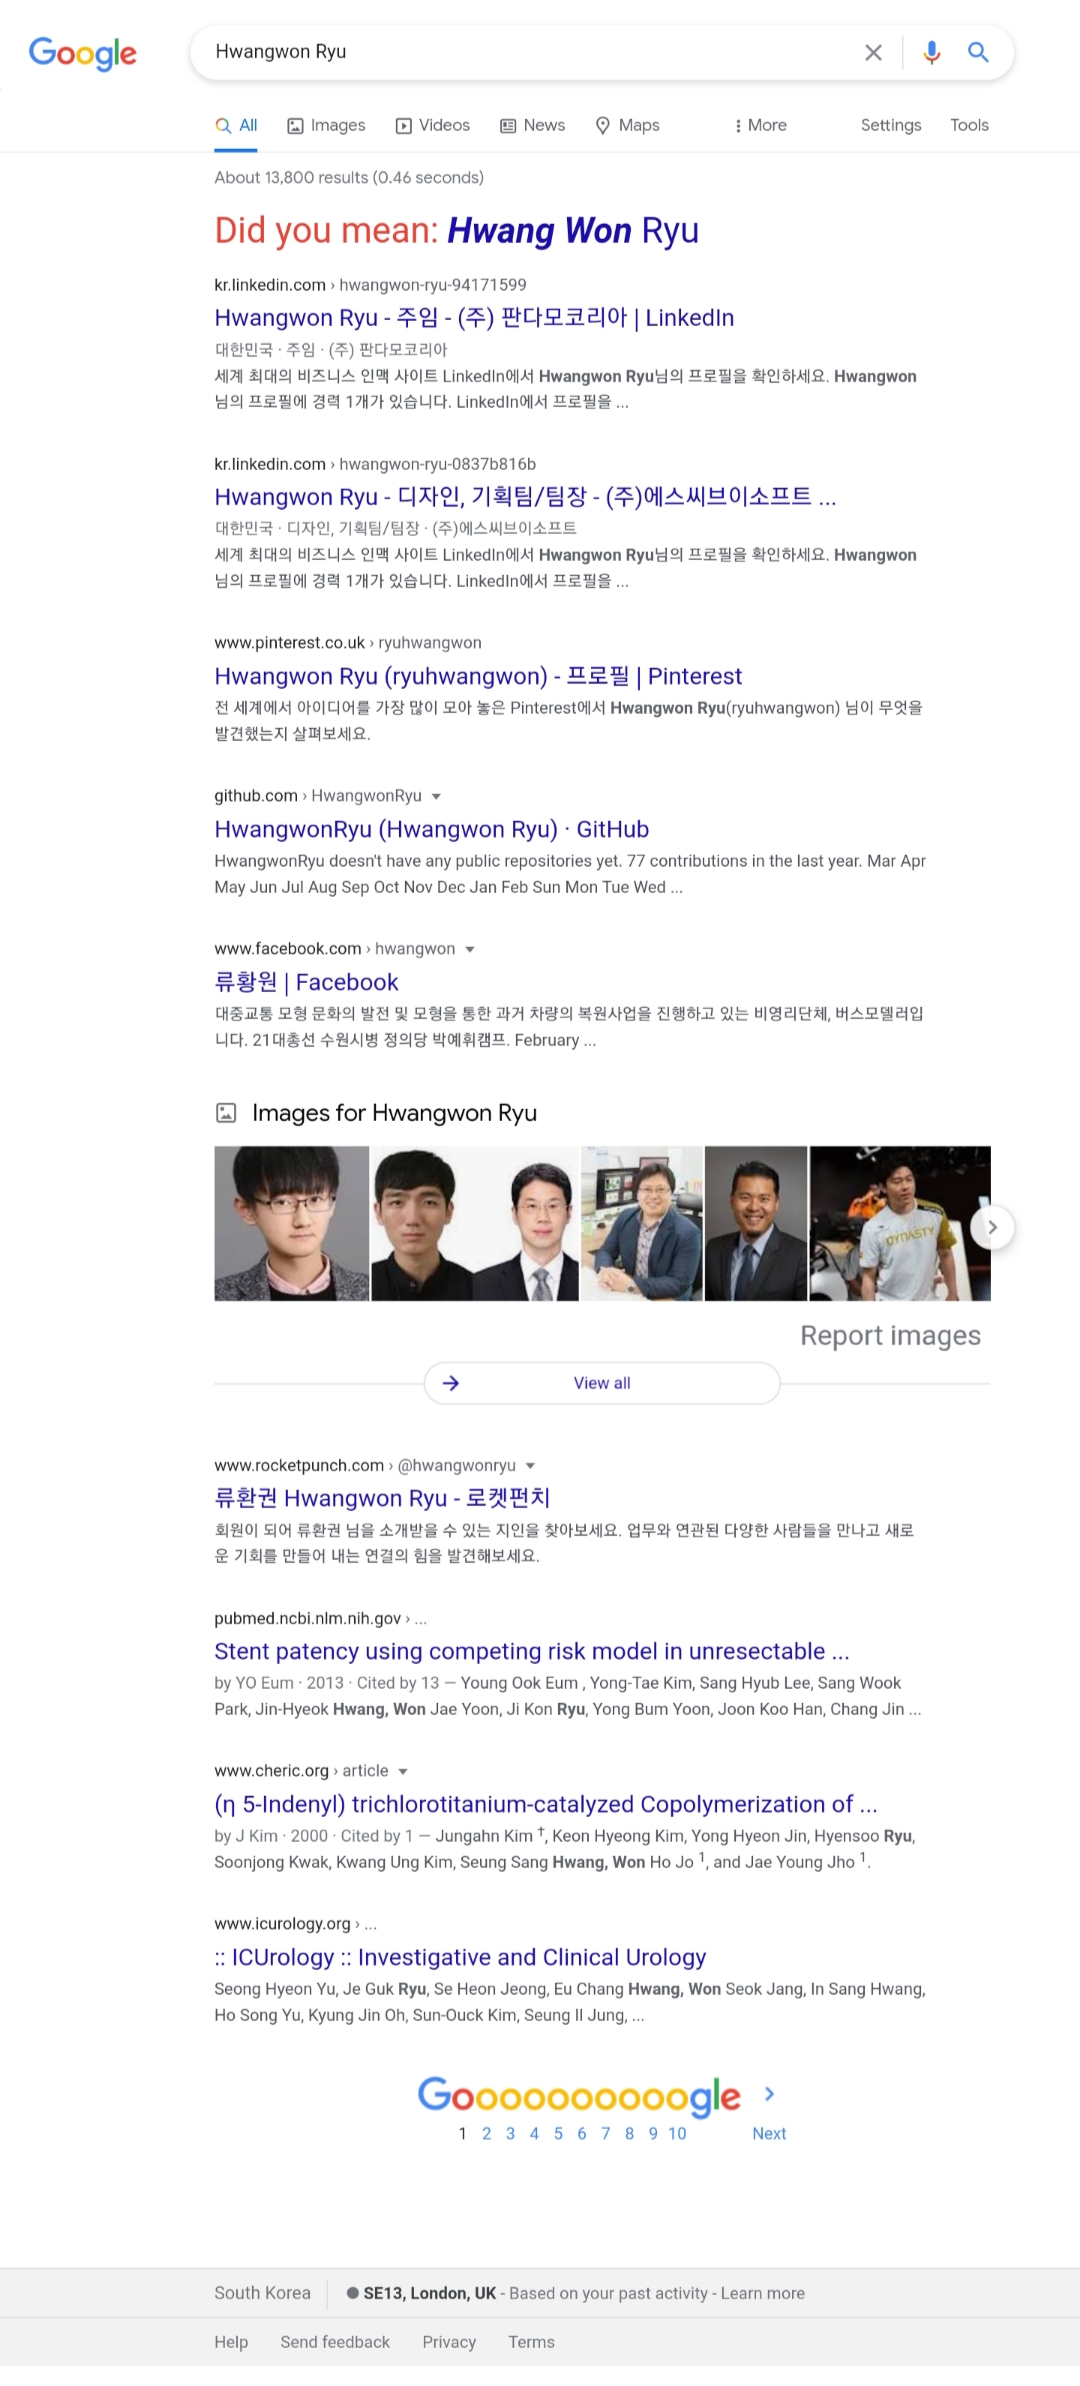 Google
Hwangwon Ryu
All Images Videos News Maps More Settings Tools
About 13,800 results (0.46 seconds)
Did you mean: Hwang Won Ryu
kr.linkedin.com › hwangwon-ryu-94171599
Hwangwon Ryu - 주임 - (주) 판다모코리아 | LinkedIn
대한민국 · 주임 · (주) 판다모코리아
세계 최대의 비즈니스 인맥 사이트 LinkedIn에서 Hwangwon Ryu님의 프로필을 확인하세요. Hwangwon
님의 프로필에 경력 1개가 있습니다. LinkedIn에서 프로필을 ...
kr.linkedin.com › hwangwon-ryu-0837b816b
Hwangwon Ryu - 디자인, 기획팀/팀장 - (주)에스씨브이소프트 ...
대한민국 · 디자인, 기획팀/팀장 · (주)에스씨브이소프트
세계 최대의 비즈니스 인맥 사이트 LinkedIn에서 Hwangwon Ryu님의 프로필을 확인하세요. Hwangwon
님의 프로필에 경력 1개가 있습니다. LinkedIn에서 프로필을 ...
www.pinterest.co.uk › ryuhwangwon
Hwangwon Ryu (ryuhwangwon) - 프로필 | Pinterest
전 세계에서 아이디어를 가장 많이 모아 놓은 Pinterest에서 Hwangwon Ryu(ryuhwangwon) 님이 무엇을
발견했는지 살펴보세요.
github.com › HwangwonRyu
HwangwonRyu (Hwangwon Ryu) · GitHub
HwangwonRyu doesn't have any public repositories yet. 77 contributions in the last year. Mar Apr
May Jun Jul Aug Sep Oct Nov Dec Jan Feb Sun Mon Tue Wed ...
www.facebook.com › hwangwon
류황원 | Facebook
대중교통 모형 문화의 발전 및 모형을 통한 과거 차량의 복원사업을 진행하고 있는 비영리단체, 버스모델러입
니다. 21대총선 수원시병 정의당 박예휘캠프. February ...
Images for Hwangwon Ryu
DYNASTY
Report images
View all
www.rocketpunch.com › @hwangwonryu
류환권 Hwangwon Ryu - 로켓펀치
회원이 되어 류환권 님을 소개받을 수 있는 지인을 찾아보세요. 업무와 연관된 다양한 사람들을 만나고 새로
운 기회를 만들어 내는 연결의 힘을 발견해보세요.
pubmed.ncbi.nlm.nih.gov › ...
Stent patency using competing risk model in unresectable ...
by YO Eum · 2013 · Cited by 13 — Young Ook Eum , Yong-Tae Kim, Sang Hyub Lee, Sang Wook
Park, Jin-Hyeok Hwang, Won Jae Yoon, Ji Kon Ryu, Yong Bum Yoon, Joon Koo Han, Chang Jin ...
www.cheric.org › article
(η 5-Indenyl) trichlorotitanium-catalyzed Copolymerization of ...
by J Kim · 2000 · Cited by 1 — Jungahn Kim †, Keon Hyeong Kim, Yong Hyeon Jin, Hyensoo Ryu,
Soonjong Kwak, Kwang Ung Kim, Seung Sang Hwang, Won Ho Jo 1, and Jae Young Jho 1.
www.icurology.org › ...
:: ICUrology :: Investigative and Clinical Urology
Seong Hyeon Yu, Je Guk Ryu, Se Heon Jeong, Eu Chang Hwang, Won Seok Jang, In Sang Hwang,
Ho Song Yu, Kyung Jin Oh, Sun-Ouck Kim, Seung Il Jung, ...
Goooooooooogle
1 2 3 4 5 6 7 8 9 10 Next
South Korea SE13, London, UK - Based on your past activity - Learn more
Help Send feedback Privacy Terms